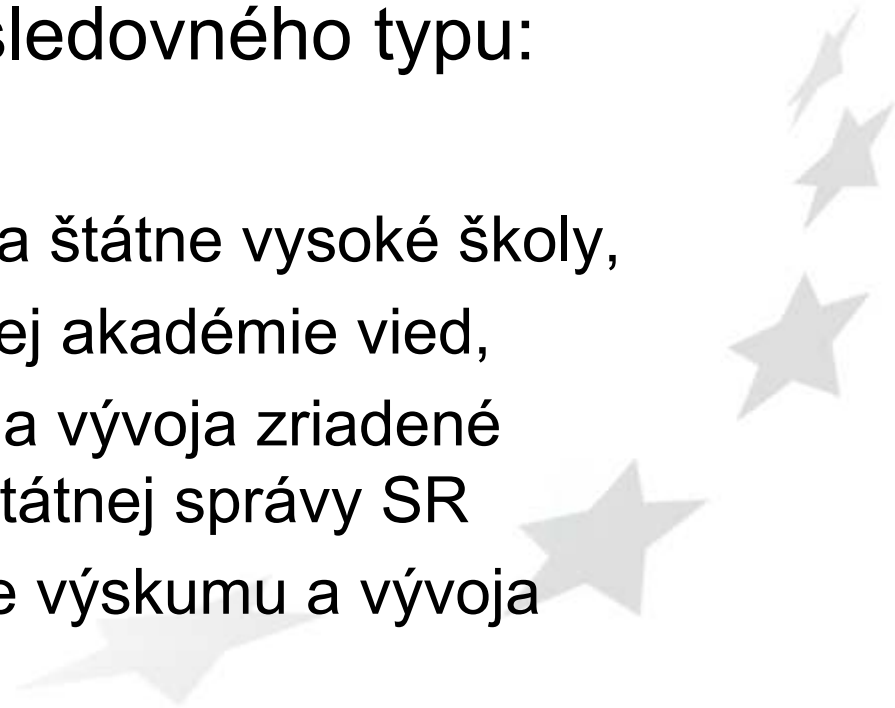 sledovného typu:
a štátne vysoké školy,
ej akadémie vied,
a vývoja zriadené
tátnej správy SR
e výskumu a vývoja